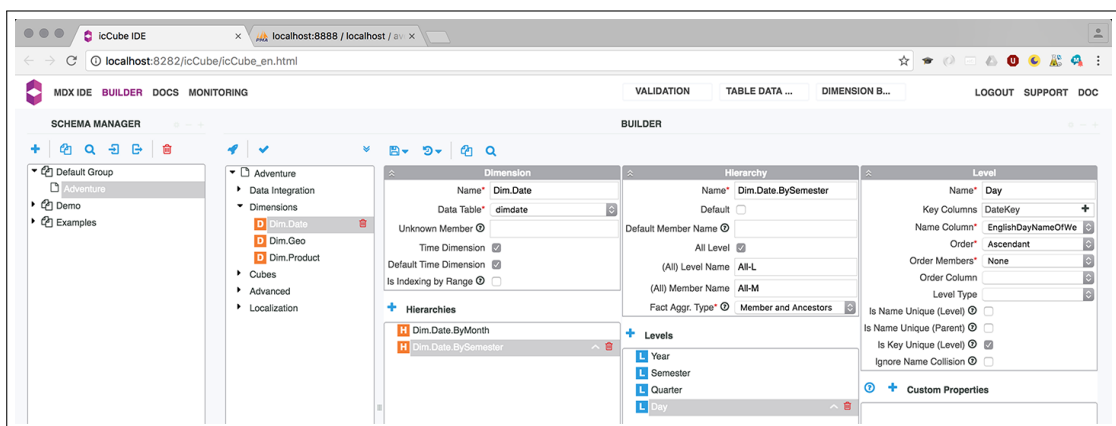 icCube IDE
localhost:8888 / localhost / av
localhost:8282/icCube/icCube_en.html
MDX IDE BUILDER DOCS MONITORING
VALIDATION TABLE DATA ... DIMENSION B...
LOGOUT SUPPORT DOC
SCHEMA MANAGER
BUILDER
Default Group
Adventure
Demo
Examples
Adventure
Data Integration
Dimensions
D Dim.Date
D Dim.Geo
D Dim.Product
Cubes
Advanced
Localization
Dimension
Name* Dim.Date
Data Table* dimdate
Unknown Member
Time Dimension
Default Time Dimension
Is Indexing by Range
Hierarchies
H Dim.Date.ByMonth
H Dim.Date.BySemester
Hierarchy
Name* Dim.Date.BySemester
Default
Default Member Name
All Level
(All) Level Name All-L
(All) Member Name All-M
Fact Aggr. Type* Member and Ancestors
Levels
L Year
L Semester
L Quarter
L Day
Level
Name* Day
Key Columns DateKey
Name Column* EnglishDayNameOfWe
Order* Ascendant
Order Members* None
Order Column
Level Type
Is Name Unique (Level)
Is Name Unique (Parent)
Is Key Unique (Level)
Ignore Name Collision
Custom Properties